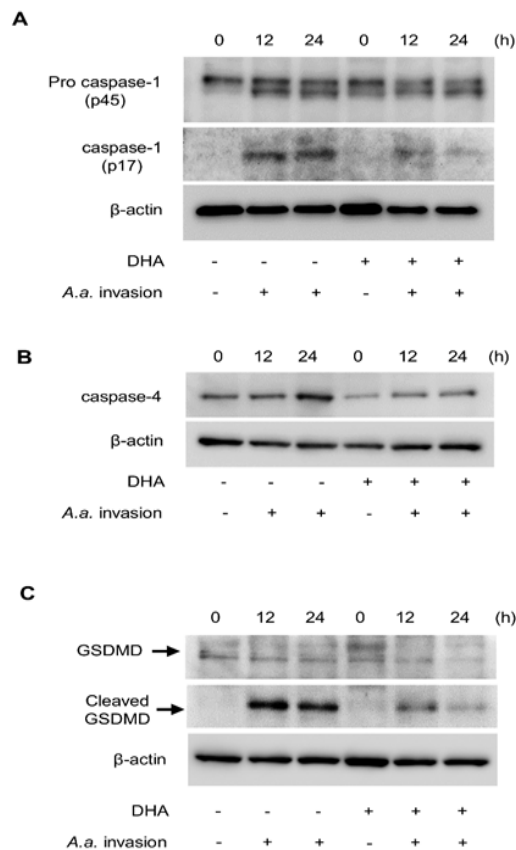 A
0 12 24 0 12 24 (h)
Pro caspase-1
(p45)
caspase-1
(p17)
β-actin
DHA - - - + + +
A.a. invasion - + + - + +
B
0 12 24 0 12 24 (h)
caspase-4
β-actin
DHA - - - + + +
A.a. invasion - + + - + +
C
0 12 24 0 12 24 (h)
GSDMD
Cleaved
GSDMD
β-actin
DHA - - - + + +
A.a. invasion - + + - + +